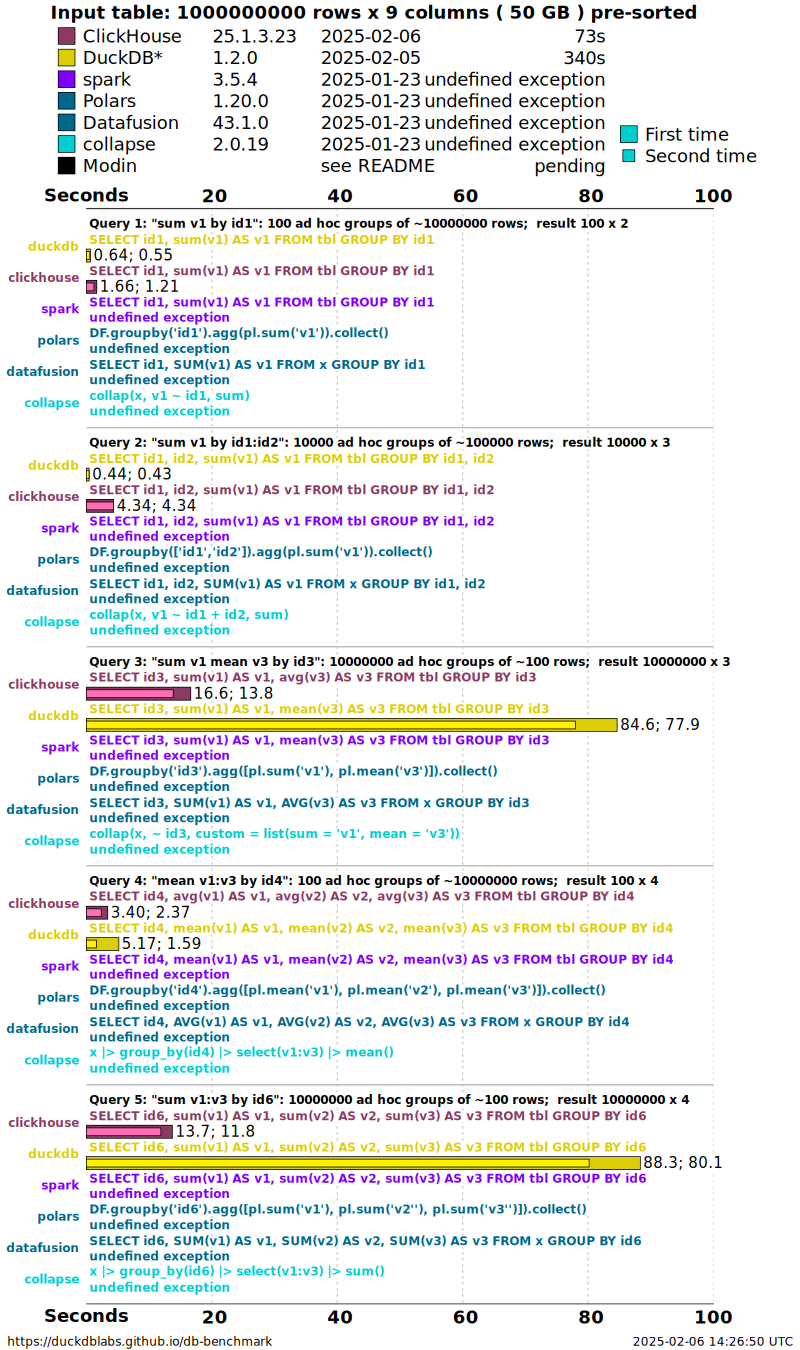 Input table: 1000000000 rows x 9 columns ( 50 GB ) pre-sorted
ClickHouse 25.1.3.23 2025-02-06 73s
DuckDB* 1.2.0 2025-02-05 340s
spark 3.5.4 2025-01-23 undefined exception
Polars 1.20.0 2025-01-23 undefined exception
Datafusion 43.1.0 2025-01-23 undefined exception
collapse 2.0.19 2025-01-23 undefined exception
Modin see README pending
First time
Second time
Seconds 20 40 60 80 100
Query 1: "sum v1 by id1": 100 ad hoc groups of ~10000000 rows; result 100 x 2
duckdb SELECT id1, sum(v1) AS v1 FROM tbl GROUP BY id1
0.64; 0.55
clickhouse SELECT id1, sum(v1) AS v1 FROM tbl GROUP BY id1
1.66; 1.21
spark SELECT id1, sum(v1) AS v1 FROM tbl GROUP BY id1
undefined exception
polars DF.groupby('id1').agg(pl.sum('v1')).collect()
undefined exception
datafusion SELECT id1, SUM(v1) AS v1 FROM x GROUP BY id1
undefined exception
collapse collap(x, v1 ~ id1, sum)
undefined exception
Query 2: "sum v1 by id1:id2": 10000 ad hoc groups of ~100000 rows; result 10000 x 3
duckdb SELECT id1, id2, sum(v1) AS v1 FROM tbl GROUP BY id1, id2
0.44; 0.43
clickhouse SELECT id1, id2, sum(v1) AS v1 FROM tbl GROUP BY id1, id2
4.34; 4.34
spark SELECT id1, id2, sum(v1) AS v1 FROM tbl GROUP BY id1, id2
undefined exception
polars DF.groupby(['id1','id2']).agg(pl.sum('v1')).collect()
undefined exception
datafusion SELECT id1, id2, SUM(v1) AS v1 FROM x GROUP BY id1, id2
undefined exception
collapse collap(x, v1 ~ id1 + id2, sum)
undefined exception
Query 3: "sum v1 mean v3 by id3": 10000000 ad hoc groups of ~100 rows; result 10000000 x 3
clickhouse SELECT id3, sum(v1) AS v1, avg(v3) AS v3 FROM tbl GROUP BY id3
16.6; 13.8
duckdb SELECT id3, sum(v1) AS v1, mean(v3) AS v3 FROM tbl GROUP BY id3
84.6; 77.9
spark SELECT id3, sum(v1) AS v1, mean(v3) AS v3 FROM tbl GROUP BY id3
undefined exception
polars DF.groupby('id3').agg([pl.sum('v1'), pl.mean('v3')]).collect()
undefined exception
datafusion SELECT id3, SUM(v1) AS v1, AVG(v3) AS v3 FROM x GROUP BY id3
undefined exception
collapse collap(x, ~ id3, custom = list(sum = 'v1', mean = 'v3'))
undefined exception
Query 4: "mean v1:v3 by id4": 100 ad hoc groups of ~10000000 rows; result 100 x 4
clickhouse SELECT id4, avg(v1) AS v1, avg(v2) AS v2, avg(v3) AS v3 FROM tbl GROUP BY id4
3.40; 2.37
duckdb SELECT id4, mean(v1) AS v1, mean(v2) AS v2, mean(v3) AS v3 FROM tbl GROUP BY id4
5.17; 1.59
spark SELECT id4, mean(v1) AS v1, mean(v2) AS v2, mean(v3) AS v3 FROM tbl GROUP BY id4
undefined exception
polars DF.groupby('id4').agg([pl.mean('v1'), pl.mean('v2'), pl.mean('v3')]).collect()
undefined exception
datafusion SELECT id4, AVG(v1) AS v1, AVG(v2) AS v2, AVG(v3) AS v3 FROM x GROUP BY id4
undefined exception
collapse x |> group_by(id4) |> select(v1:v3) |> mean()
undefined exception
Query 5: "sum v1:v3 by id6": 10000000 ad hoc groups of ~100 rows; result 10000000 x 4
clickhouse SELECT id6, sum(v1) AS v1, sum(v2) AS v2, sum(v3) AS v3 FROM tbl GROUP BY id6
13.7; 11.8
duckdb SELECT id6, sum(v1) AS v1, sum(v2) AS v2, sum(v3) AS v3 FROM tbl GROUP BY id6
88.3; 80.1
spark SELECT id6, sum(v1) AS v1, sum(v2) AS v2, sum(v3) AS v3 FROM tbl GROUP BY id6
undefined exception
polars DF.groupby('id6').agg([pl.sum('v1'), pl.sum('v2''), pl.sum('v3'')]).collect()
undefined exception
datafusion SELECT id6, SUM(v1) AS v1, SUM(v2) AS v2, SUM(v3) AS v3 FROM x GROUP BY id6
undefined exception
collapse x |> group_by(id6) |> select(v1:v3) |> sum()
undefined exception
Seconds 20 40 60 80 100
https://duckdblabs.github.io/db-benchmark 2025-02-06 14:26:50 UTC